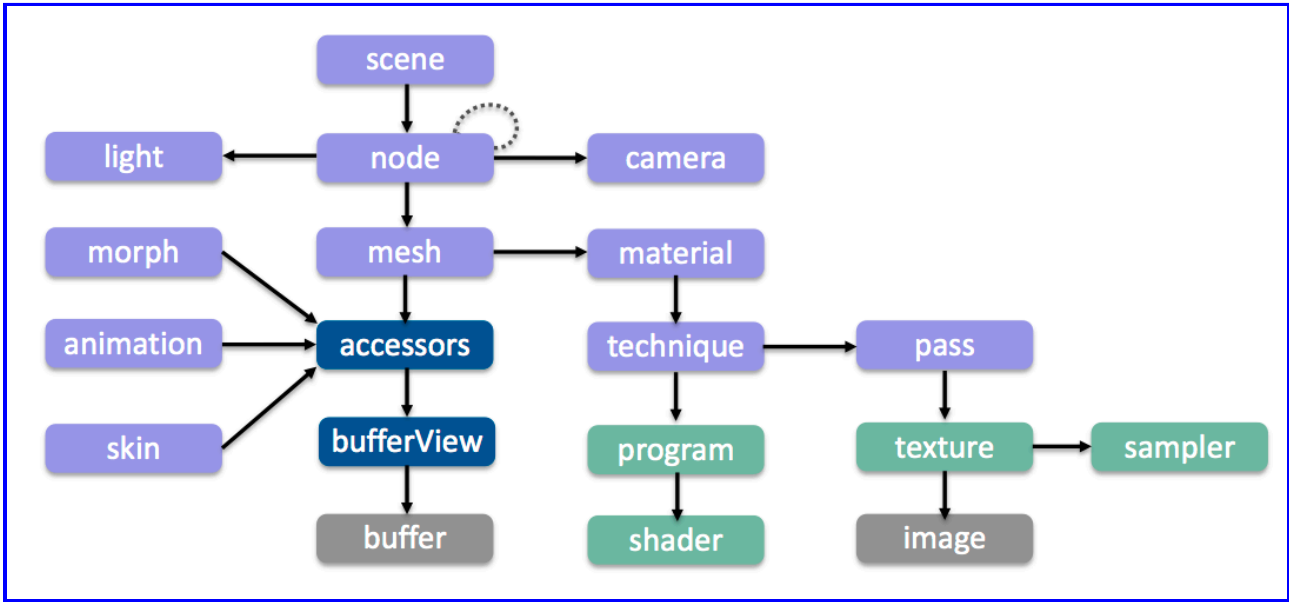 scene
light
node
camera
morph
mesh
material
animation
accessors
technique
pass
skin
bufferView
program
texture
sampler
buffer
shader
image